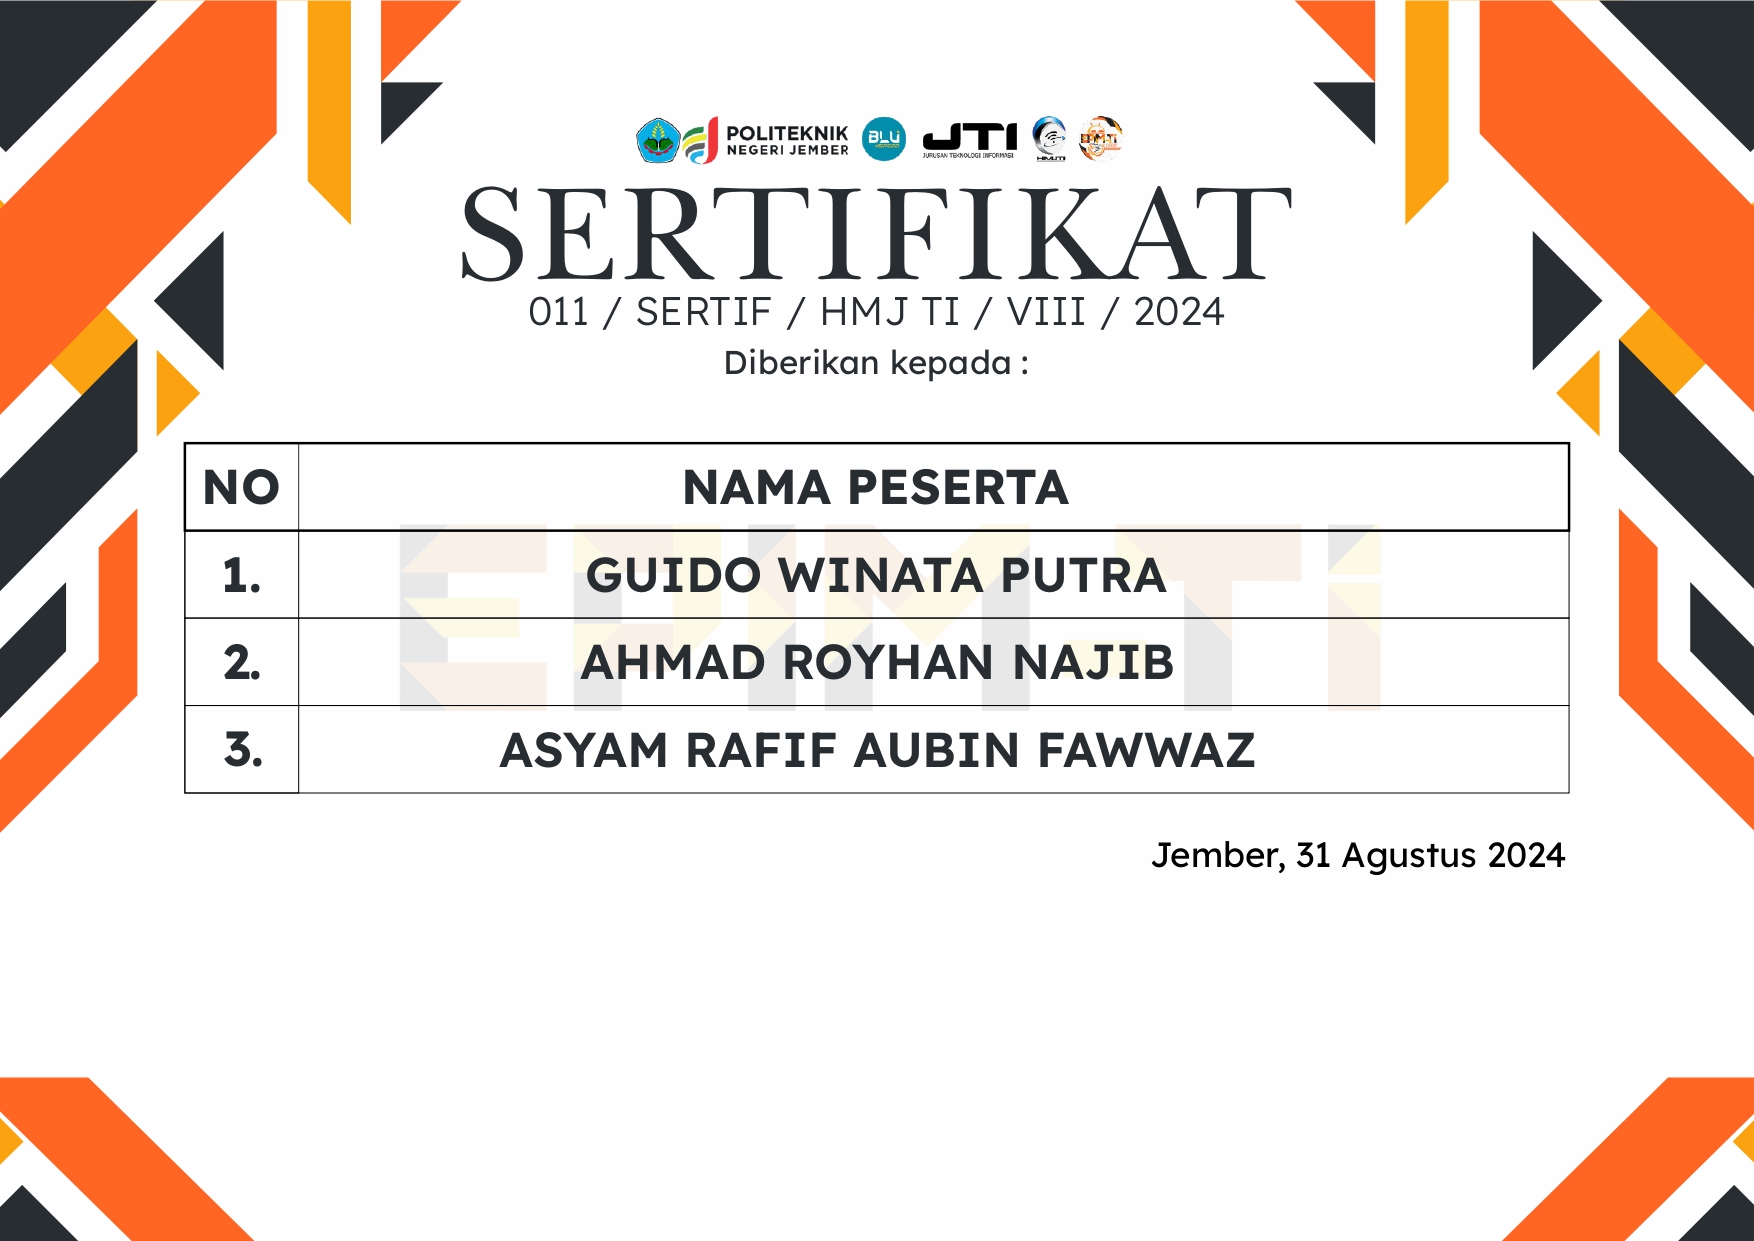 POLITEKNIK
NEGERI JEMBER
BLU
JTI
JURUSAN TEKNOLOGI INFORMASI
HIMJTI
SERTIFIKAT
011 / SERTIF / HMJ TI / VIII / 2024
Diberikan kepada :
NO NAMA PESERTA
1. GUIDO WINATA PUTRA
2. AHMAD ROYHAN NAJIB
3. ASYAM RAFIF AUBIN FAWWAZ
Jember, 31 Agustus 2024